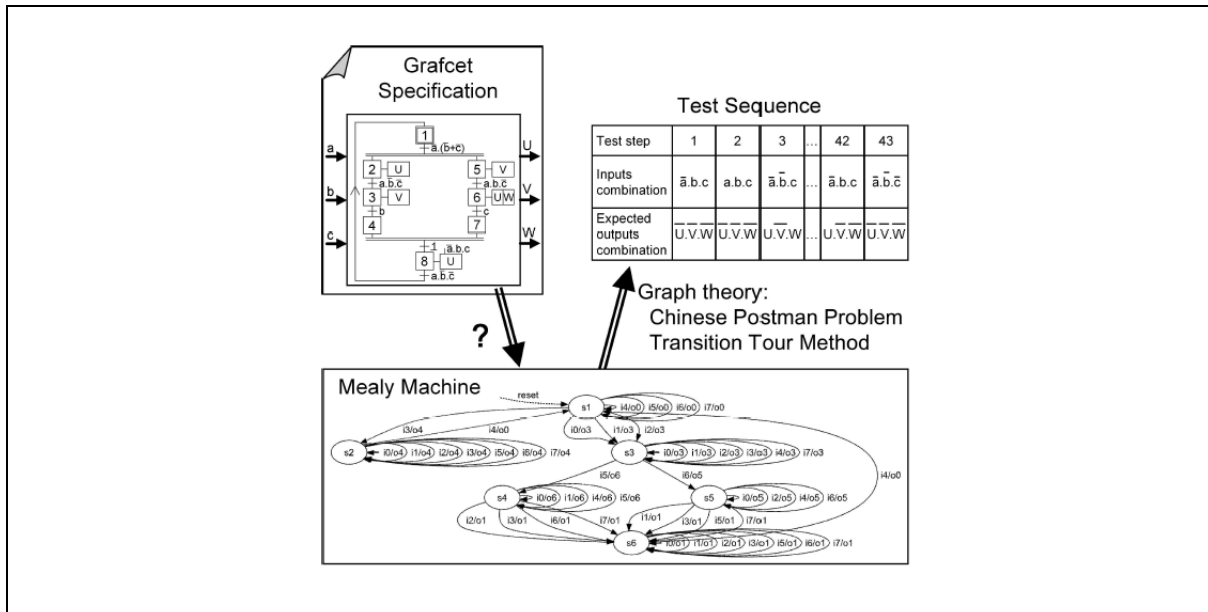 Grafcet
Specification
1
a.(b̅+c̅)
a
U
2
U
5
V
a.b̅.c̅
a.b.c̅
b
V
3
V
6
U W
b
c
4
7
c
W
1
a̅.b.c
8
U
a.b̅.c̅
Test Sequence
Test step 1 2 3 ... 42 43
Inputs combination a̅.b.c a.b.c a̅.b̅.c ... a̅.b.c a̅.b̅.c̅
Expected outputs combination U̅.V̅.W̅ U̅.V̅.W̅ U.V̅.W̅ ... U.V̅.W̅ U̅.V̅.W̅
?
Graph theory:
Chinese Postman Problem
Transition Tour Method
Mealy Machine
reset
s1
i4/o0 i5/o0 i6/o0 i7/o0
i3/o4
i4/o0
i0/o3
i1/o3
i2/o3
s2
i0/o4 i1/o4 i2/o4 i3/o4 i5/o4 i6/o4 i7/o4
s3
i0/o3 i1/o3 i2/o3 i3/o3 i4/o3 i7/o3
i5/o6
i6/o5
i4/o0
s4
i0/o6 i1/o6 i4/o6 i5/o6
s5
i0/o5 i2/o5 i4/o5 i6/o5
i2/o1
i3/o1
i6/o1
i7/o1
i1/o1
i3/o1
i5/o1
i7/o1
s6
i0/o1 i1/o1 i2/o1 i3/o1 i5/o1 i6/o1 i7/o1